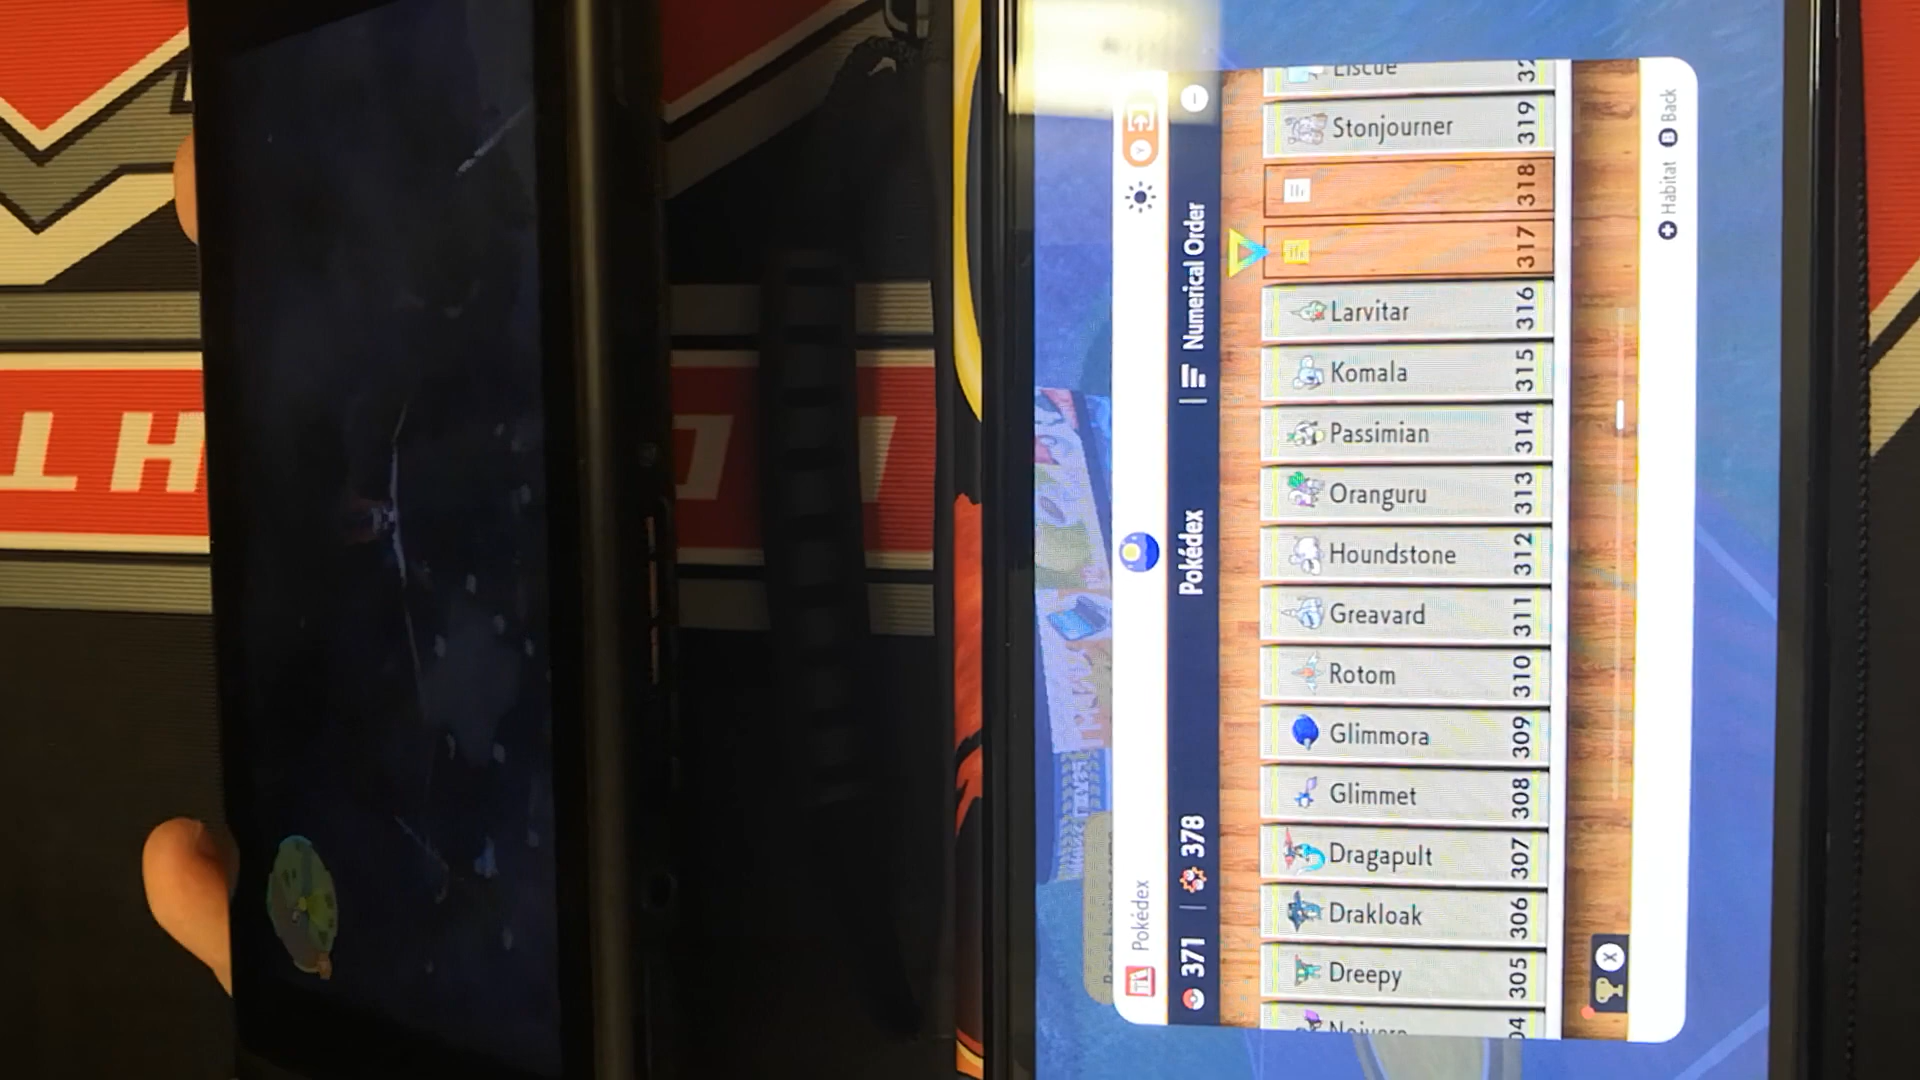 Pokédex
Y
371 | 378
Pokédex
Numerical Order
Dreepy 305
Drakloak 306
Dragapult 307
Glimmet 308
Glimmora 309
Rotom 310
Greavard 311
Houndstone 312
Oranguru 313
Passimian 314
Komala 315
Larvitar 316
317
318
Stonjourner 319
X
Habitat B Back
TH